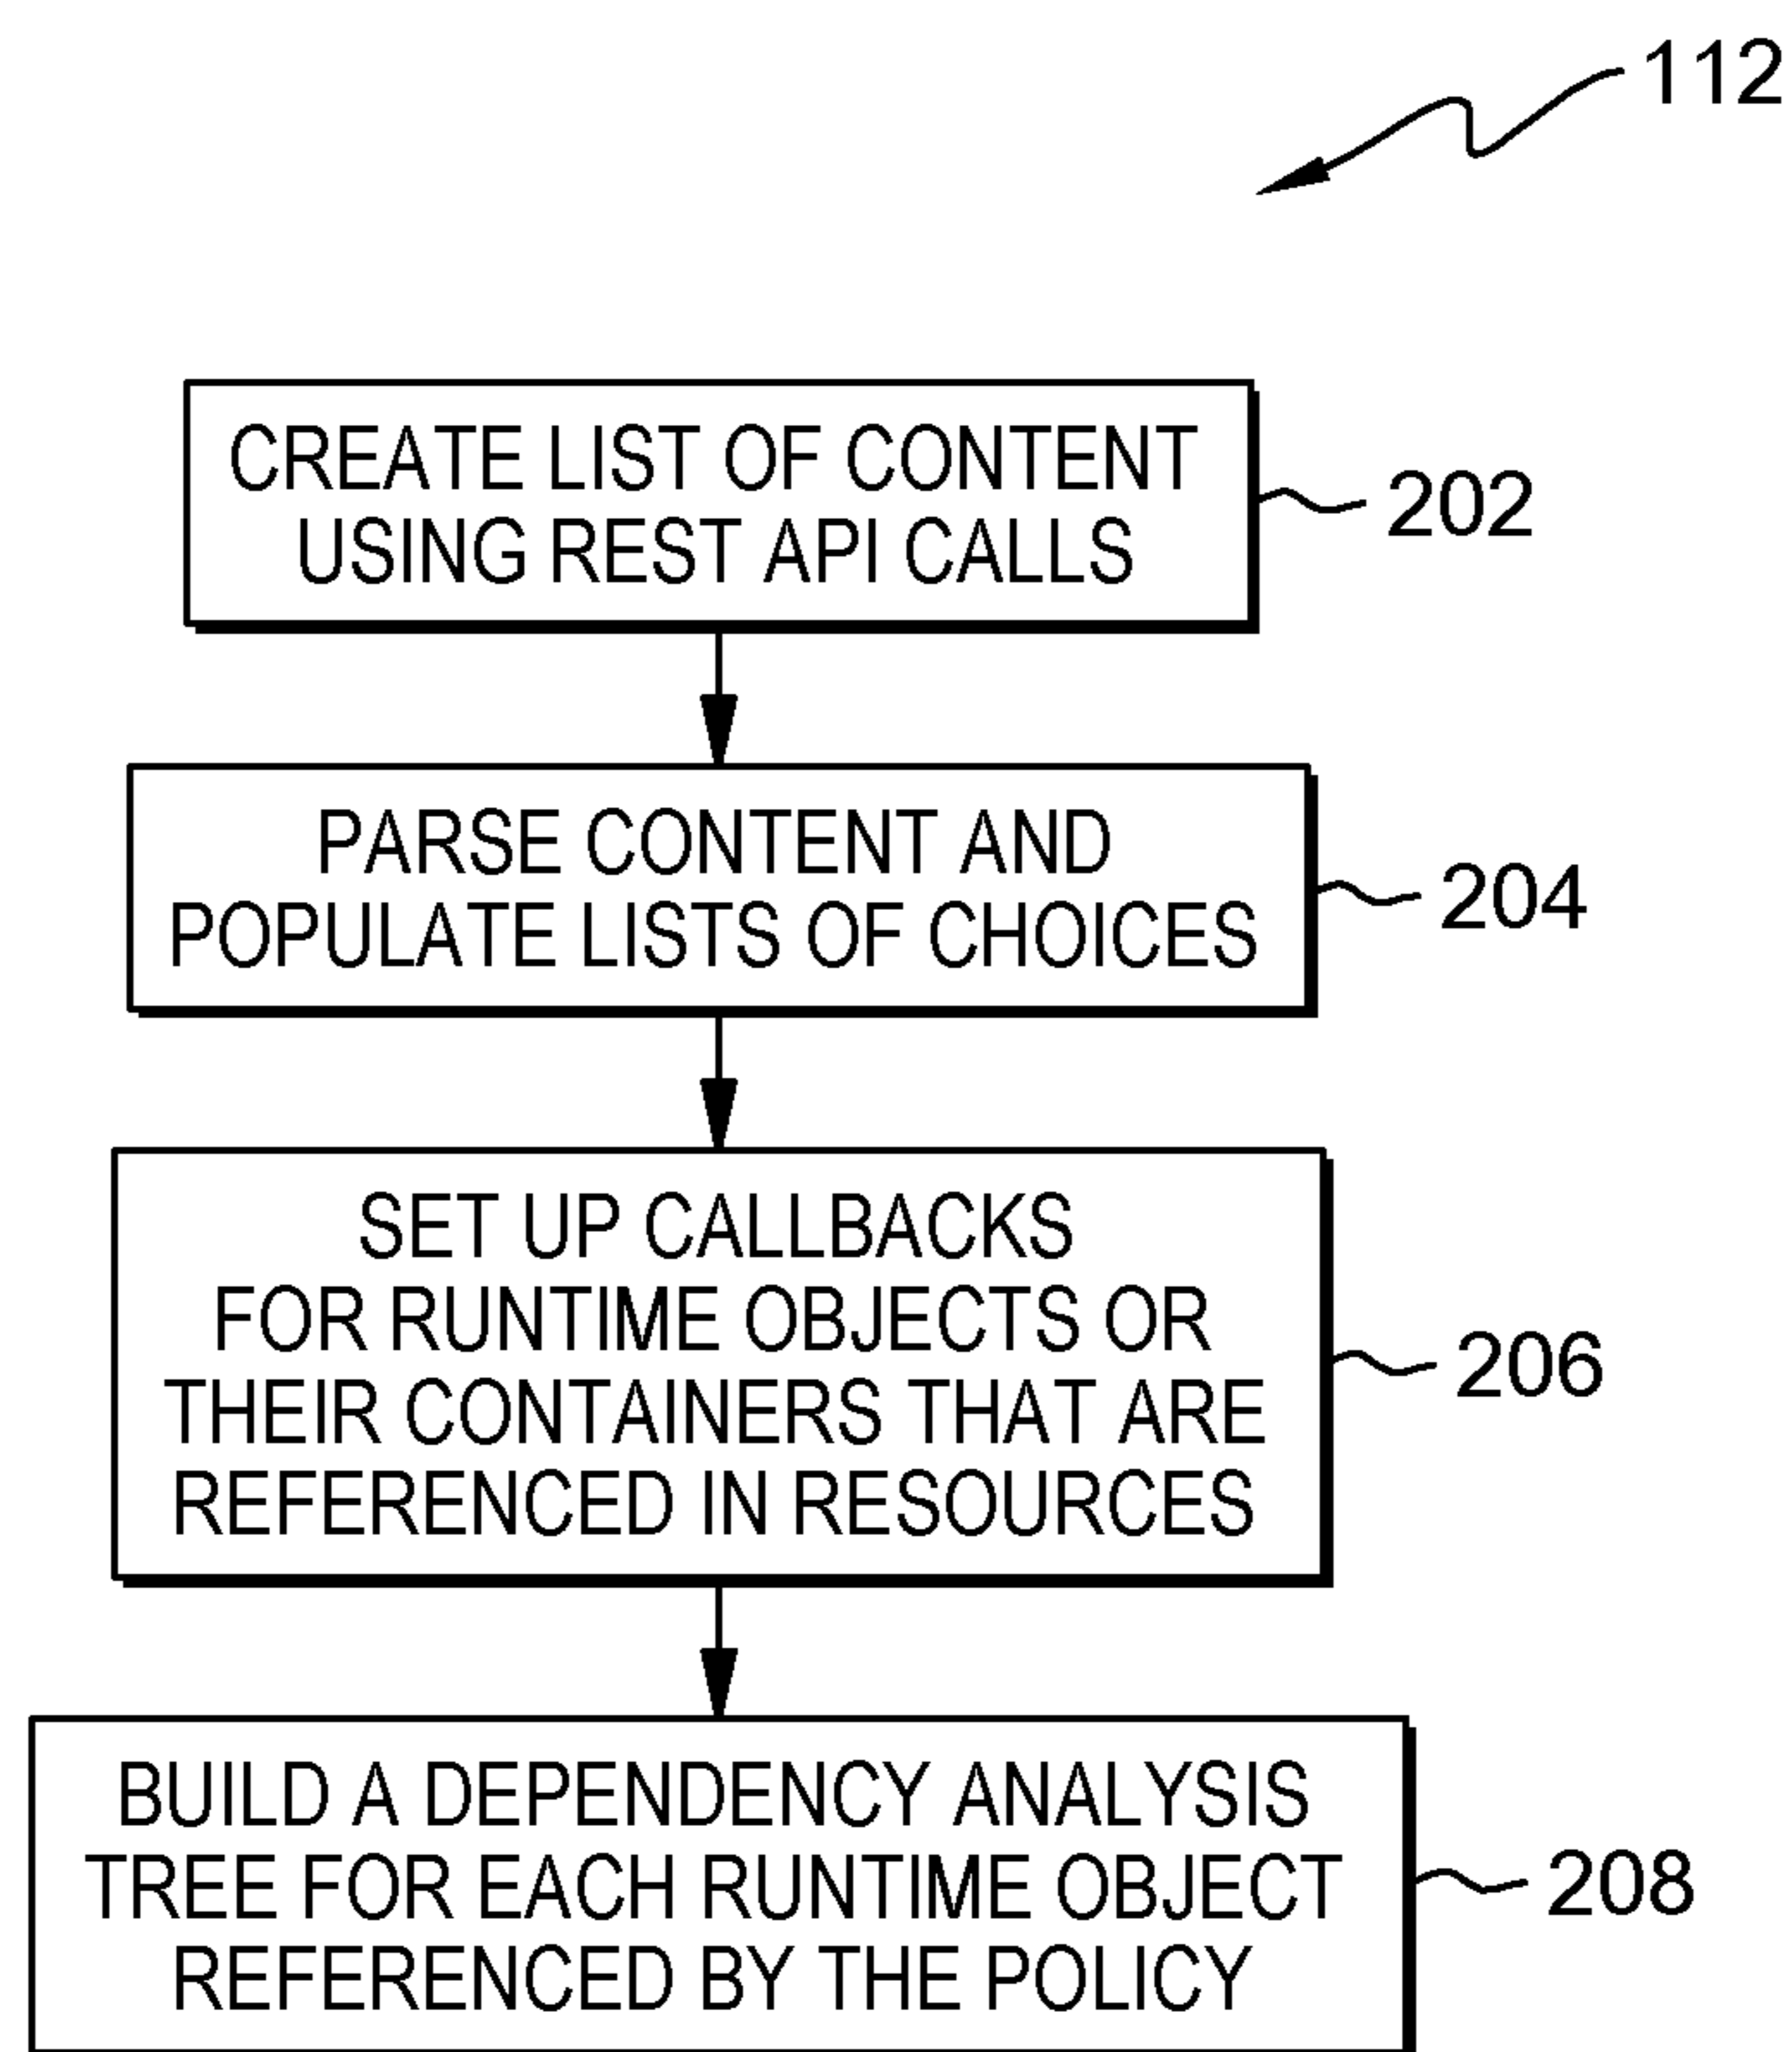 112
CREATE LIST OF CONTENT
USING REST API CALLS
202
PARSE CONTENT AND
POPULATE LISTS OF CHOICES
204
SET UP CALLBACKS
FOR RUNTIME OBJECTS OR
THEIR CONTAINERS THAT ARE
REFERENCED IN RESOURCES
206
BUILD A DEPENDENCY ANALYSIS
TREE FOR EACH RUNTIME OBJECT
REFERENCED BY THE POLICY
208